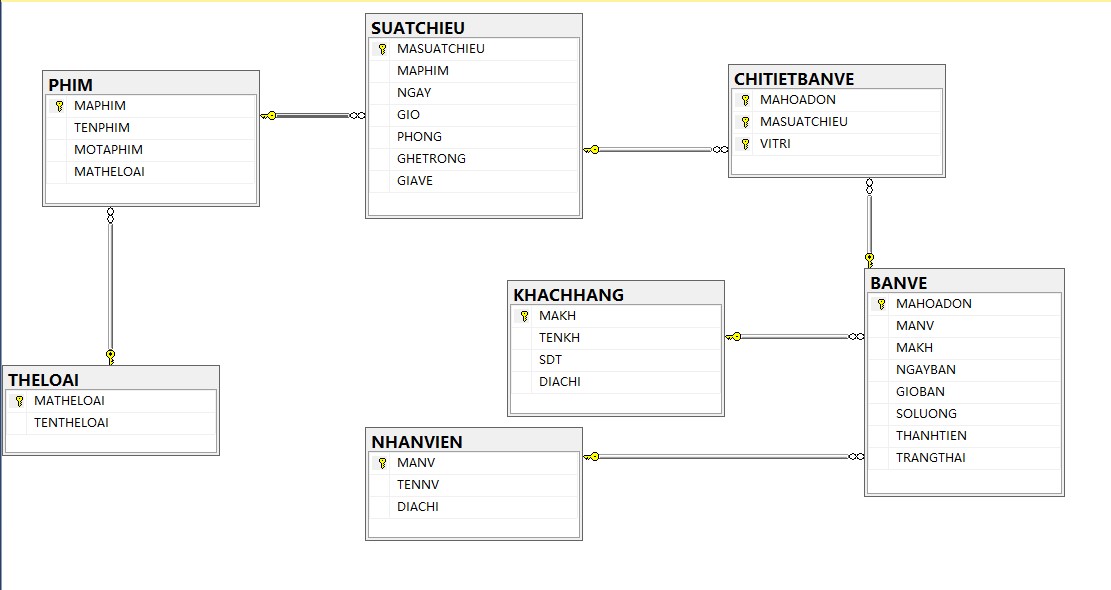 SUATCHIEU
MASUATCHIEU
MAPHIM
NGAY
GIO
PHONG
GHETRONG
GIAVE
PHIM
MAPHIM
TENPHIM
MOTAPHIM
MATHELOAI
CHITIETBANVE
MAHOADON
MASUATCHIEU
VITRI
KHACHHANG
MAKH
TENKH
SDT
DIACHI
BANVE
MAHOADON
MANV
MAKH
NGAYBAN
GIOBAN
SOLUONG
THANHTIEN
TRANGTHAI
THELOAI
MATHELOAI
TENTHELOAI
NHANVIEN
MANV
TENNV
DIACHI